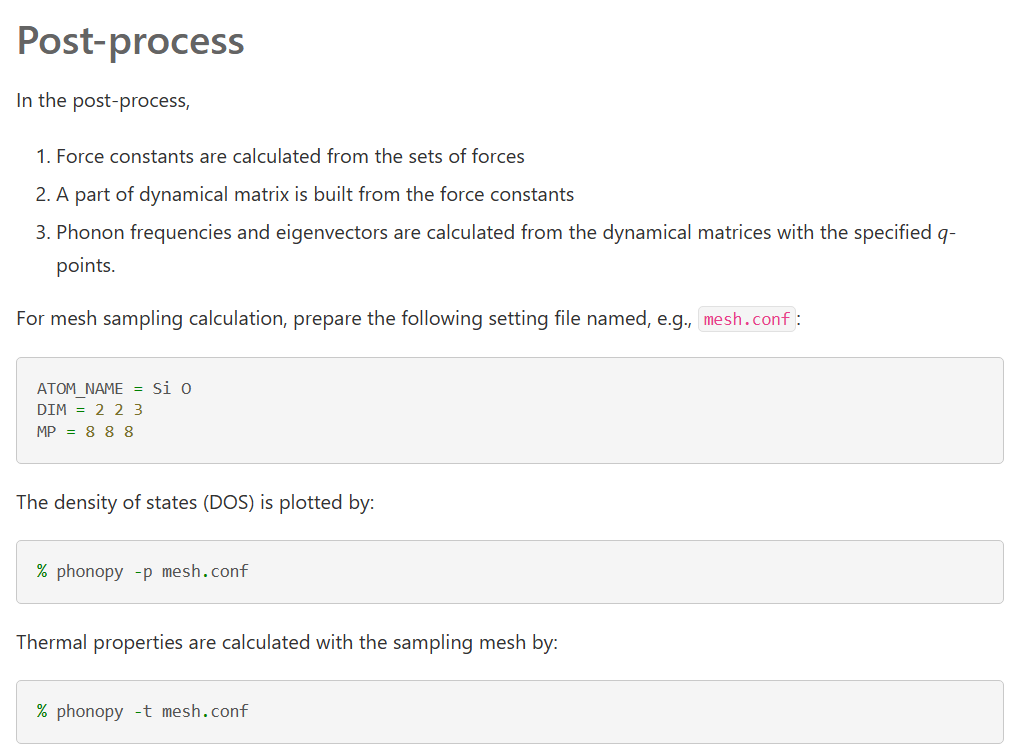 Post-process
In the post-process,
1. Force constants are calculated from the sets of forces
2. A part of dynamical matrix is built from the force constants
3. Phonon frequencies and eigenvectors are calculated from the dynamical matrices with the specified q-
points.
For mesh sampling calculation, prepare the following setting file named, e.g., mesh.conf:
ATOM_NAME = Si O
DIM = 2 2 3
MP = 8 8 8
The density of states (DOS) is plotted by:
% phonopy -p mesh.conf
Thermal properties are calculated with the sampling mesh by:
% phonopy -t mesh.conf